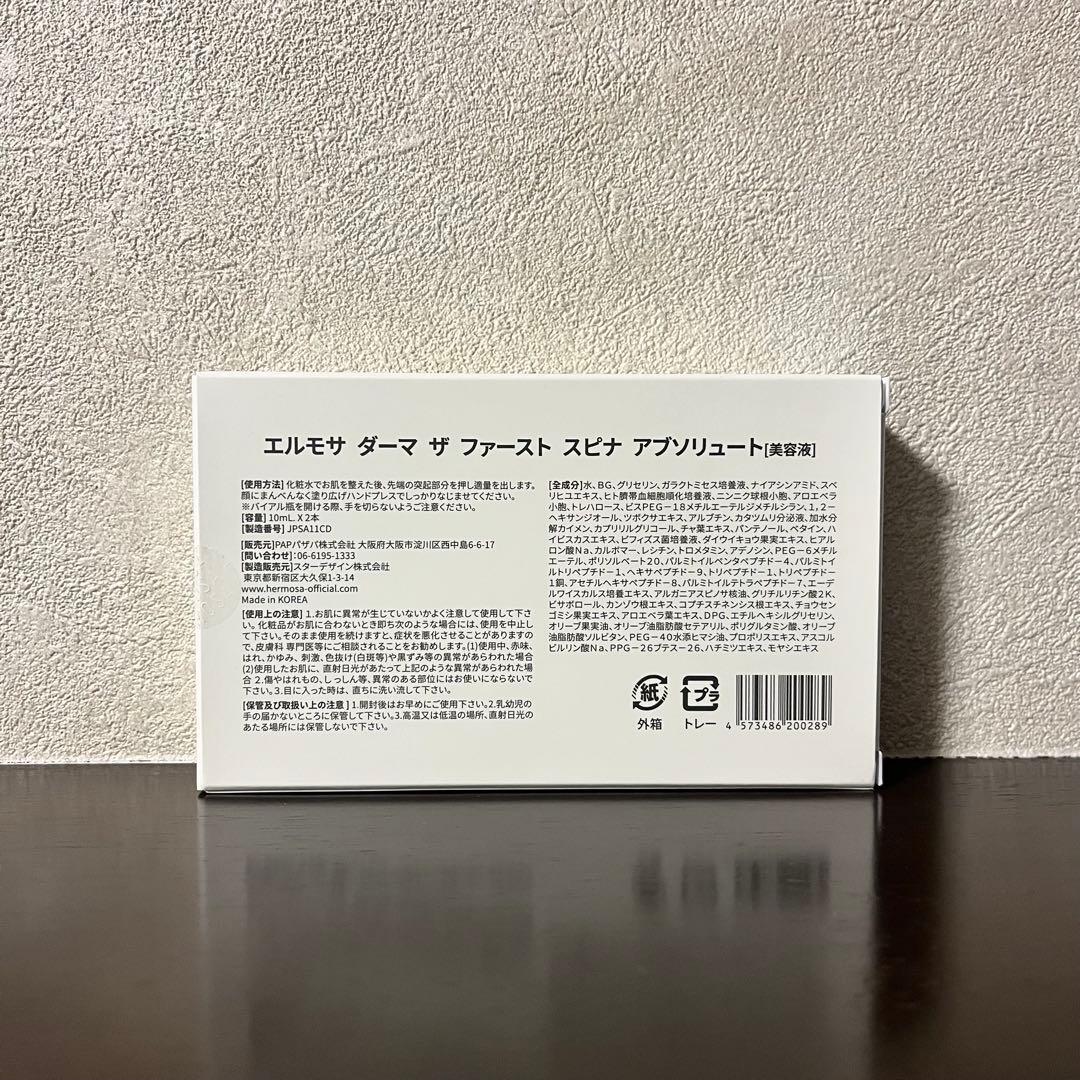 エルモサ ダーマ ザ ファースト スピナ アブソリュート[美容液]
[使用方法] 化粧水でお肌を整えた後、先端の突起部分を押し適量を出します。
顔にまんべんなく塗り広げハンドプレスでしっかりなじませてください。
※バイアル瓶を開ける際、手を切らないようご注意ください。
[容量] 10mL X 2本
[製造番号] JPSA11CD
[販売元]PAPバザバ株式会社 大阪府大阪市淀川区西中島6-6-17
[問い合わせ]:06-6195-1333
[製造販売元]スターデザイン株式会社
東京都新宿区大久保1-3-14
www.hermosa-official.com
Made in KOREA
[使用上の注意] 1.お肌に異常が生じていないかよく注意して使用して下さ
い。化粧品がお肌に合わないとき即ち次のような場合には、使用を中止し
て下さい。そのまま使用を続けますと、症状を悪化させることがありますの
で、皮膚科 専門医等にご相談されることをお勧めします。(1)使用中、赤味、
はれ、かゆみ、刺激、色抜け(白斑等)や黒ずみ等の異常があらわれた場合
(2)使用したお肌に、直射日光があたって上記のような異常があらわれた場
合 2.傷やはれもの、しっしん等、異常のある部位にはお使いにならないで
下さい。3.目に入った時は、直ちに洗い流して下さい。
[保管及び取扱い上の注意 ] 1.開封後はお早めにご使用下さい。2.乳幼児の
手の届かないところに保管して下さい。3.高温又は低温の場所、直射日光の
あたる場所には保管しないで下さい。
[全成分]水、BG、グリセリン、ガラクトミセス培養液、ナイアシンアミド、スベ
リヒユエキス、ヒト臍帯血細胞順化培養液、ニンニク球根小胞、アロエベラ
小胞、トレハロース、ビスPEG－18メチルエーテルジメチルシラン、1，2－
ヘキサンジオール、ツボクサエキス、アルブチン、カタツムリ分泌液、加水分
解カイメン、カプリリルグリコール、チャ葉エキス、パンテノール、ベタイン、ハ
イビスカスエキス、ビフィズス菌培養液、ダイウイキョウ果実エキス、ヒアル
ロン酸Na、カルボマー、レシチン、トロメタミン、アデノシン、PEG－6メチル
エーテル、ポリソルベート20、パルミトイルペンタペプチド－4、パルミトイ
ルトリペプチド－1、ヘキサペプチド－9、トリペプチド－1、トリペプチド－
1銅、アセチルヘキサペプチド－8、パルミトイルテトラペプチド－7、エーデ
ルワイスカルス培養エキス、アルガニアスピノサ核油、グリチルリチン酸2K、
ビサボロール、カンゾウ根エキス、コプチスチネンシス根エキス、チョウセン
ゴミシ果実エキス、アロエベラ葉エキス、DPG、エチルヘキシルグリセリン、
オリーブ果実油、オリーブ油脂肪酸セテアリル、ポリグルタミン酸、オリーブ
油脂肪酸ソルビタン、PEG－40水添ヒマシ油、プロポリスエキス、アスコル
ビルリン酸Na、PPG－26ブテス－26、ハチミツエキス、モヤシエキス
紙
プラ
外箱 トレー
4 573486 200289